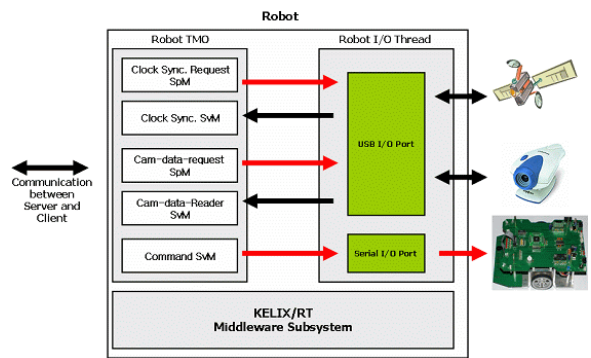 Robot
Robot TMO
Robot I/O Thread
Clock Sync. Request
SpM
Clock Sync. SvM
Cam-data-request
SpM
Cam-data-Reader
SvM
Command SvM
USB I/O Port
Serial I/O Port
Communication
between
Server and
Client
KELIX/RT
Middleware Subsystem